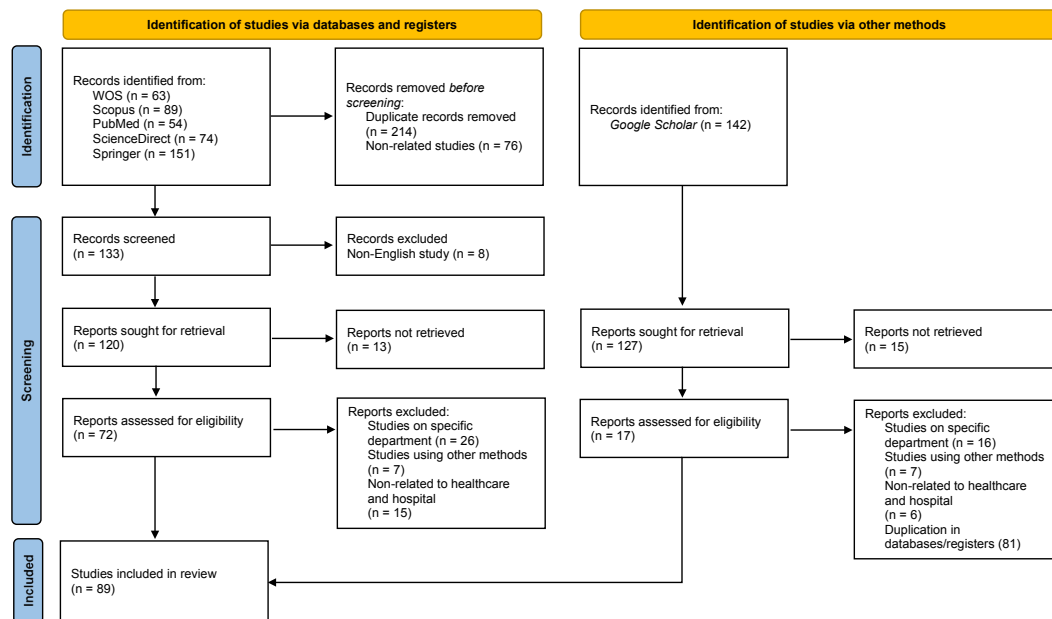 Identification of studies via databases and registers
Identification of studies via other methods
Identification
Records identified from:
WOS (n = 63)
Scopus (n = 89)
PubMed (n = 54)
ScienceDirect (n = 74)
Springer (n = 151)
Records removed before
screening:
Duplicate records removed
(n = 214)
Non-related studies (n = 76)
Records identified from:
Google Scholar (n = 142)
Screening
Records screened
(n = 133)
Records excluded
Non-English study (n = 8)
Reports sought for retrieval
(n = 120)
Reports not retrieved
(n = 13)
Reports sought for retrieval
(n = 127)
Reports not retrieved
(n = 15)
Reports assessed for eligibility
(n = 72)
Reports excluded:
Studies on specific
department (n = 26)
Studies using other methods
(n = 7)
Non-related to healthcare
and hospital
(n = 15)
Reports assessed for eligibility
(n = 17)
Reports excluded:
Studies on specific
department (n = 16)
Studies using other methods
(n = 7)
Non-related to healthcare
and hospital
(n = 6)
Duplication in
databases/registers (81)
Included
Studies included in review
(n = 89)